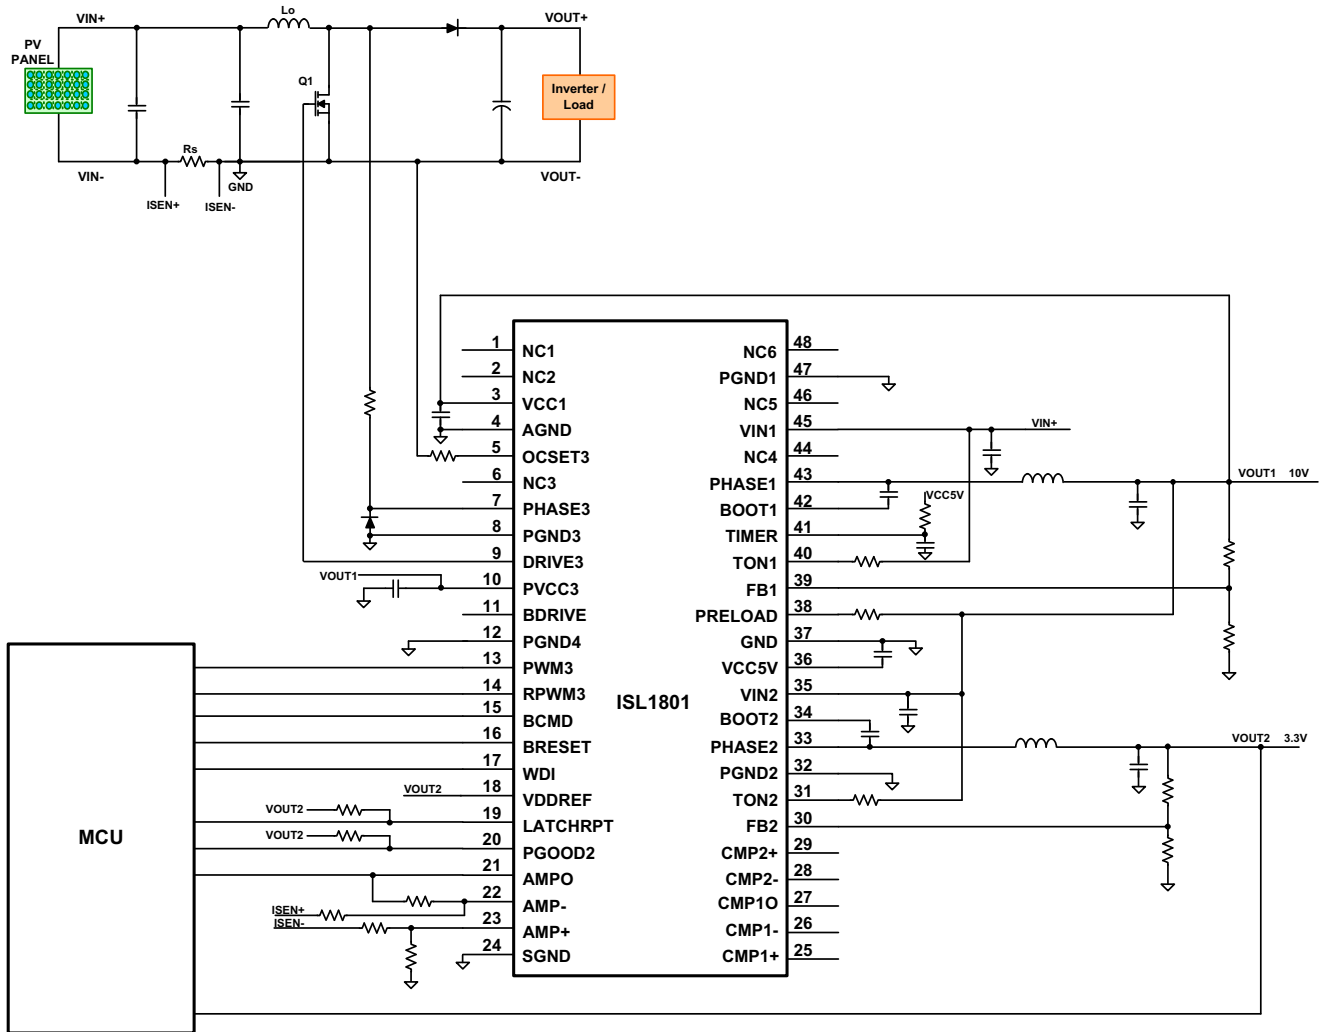 VIN+
Lo
VOUT+
PV
PANEL
Q1
Inverter /
Load
Rs
VIN-
GND
VOUT-
ISEN+
ISEN-
1
NC1
2
NC2
3
VCC1
4
AGND
5
OCSET3
6
NC3
7
PHASE3
8
PGND3
9
DRIVE3
VOUT1
10
PVCC3
11
BDRIVE
12
PGND4
13
PWM3
14
RPWM3
15
BCMD
16
BRESET
17
WDI
VOUT2
18
VDDREF
VOUT2
19
LATCHRPT
VOUT2
20
PGOOD2
21
AMPO
22
AMP-
ISEN+
ISEN-
23
AMP+
24
SGND
MCU
ISL1801
48
NC6
47
PGND1
46
NC5
45
VIN1
VIN+
44
NC4
43
PHASE1
VOUT1 10V
42
BOOT1
VCC5V
41
TIMER
40
TON1
39
FB1
38
PRELOAD
37
GND
36
VCC5V
35
VIN2
34
BOOT2
33
PHASE2
VOUT2 3.3V
32
PGND2
31
TON2
30
FB2
29
CMP2+
28
CMP2-
27
CMP1O
26
CMP1-
25
CMP1+